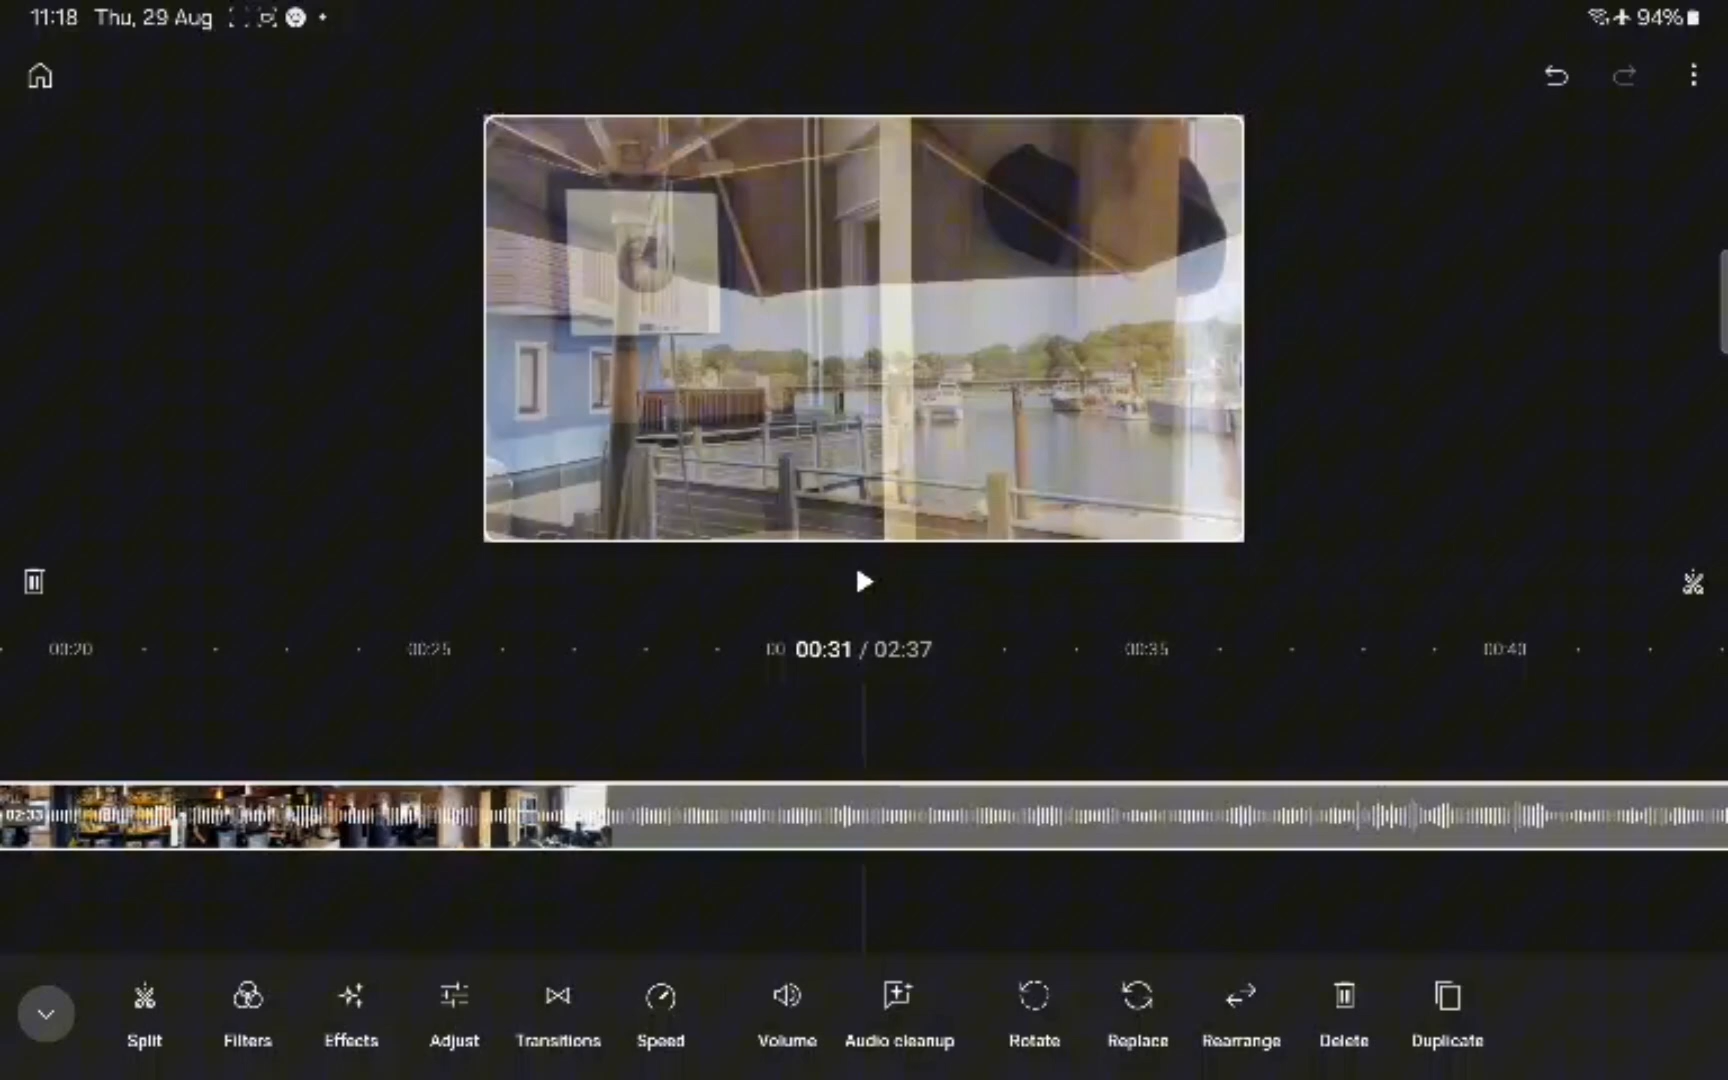 11:18 Thu, 29 Aug
94%
00:20
00:25
00
00:31 / 02:37
00:35
00:40
02:33
Split
Filters
Effects
Adjust
Transitions
Speed
Volume
Audio cleanup
Rotate
Replace
Rearrange
Delete
Duplicate